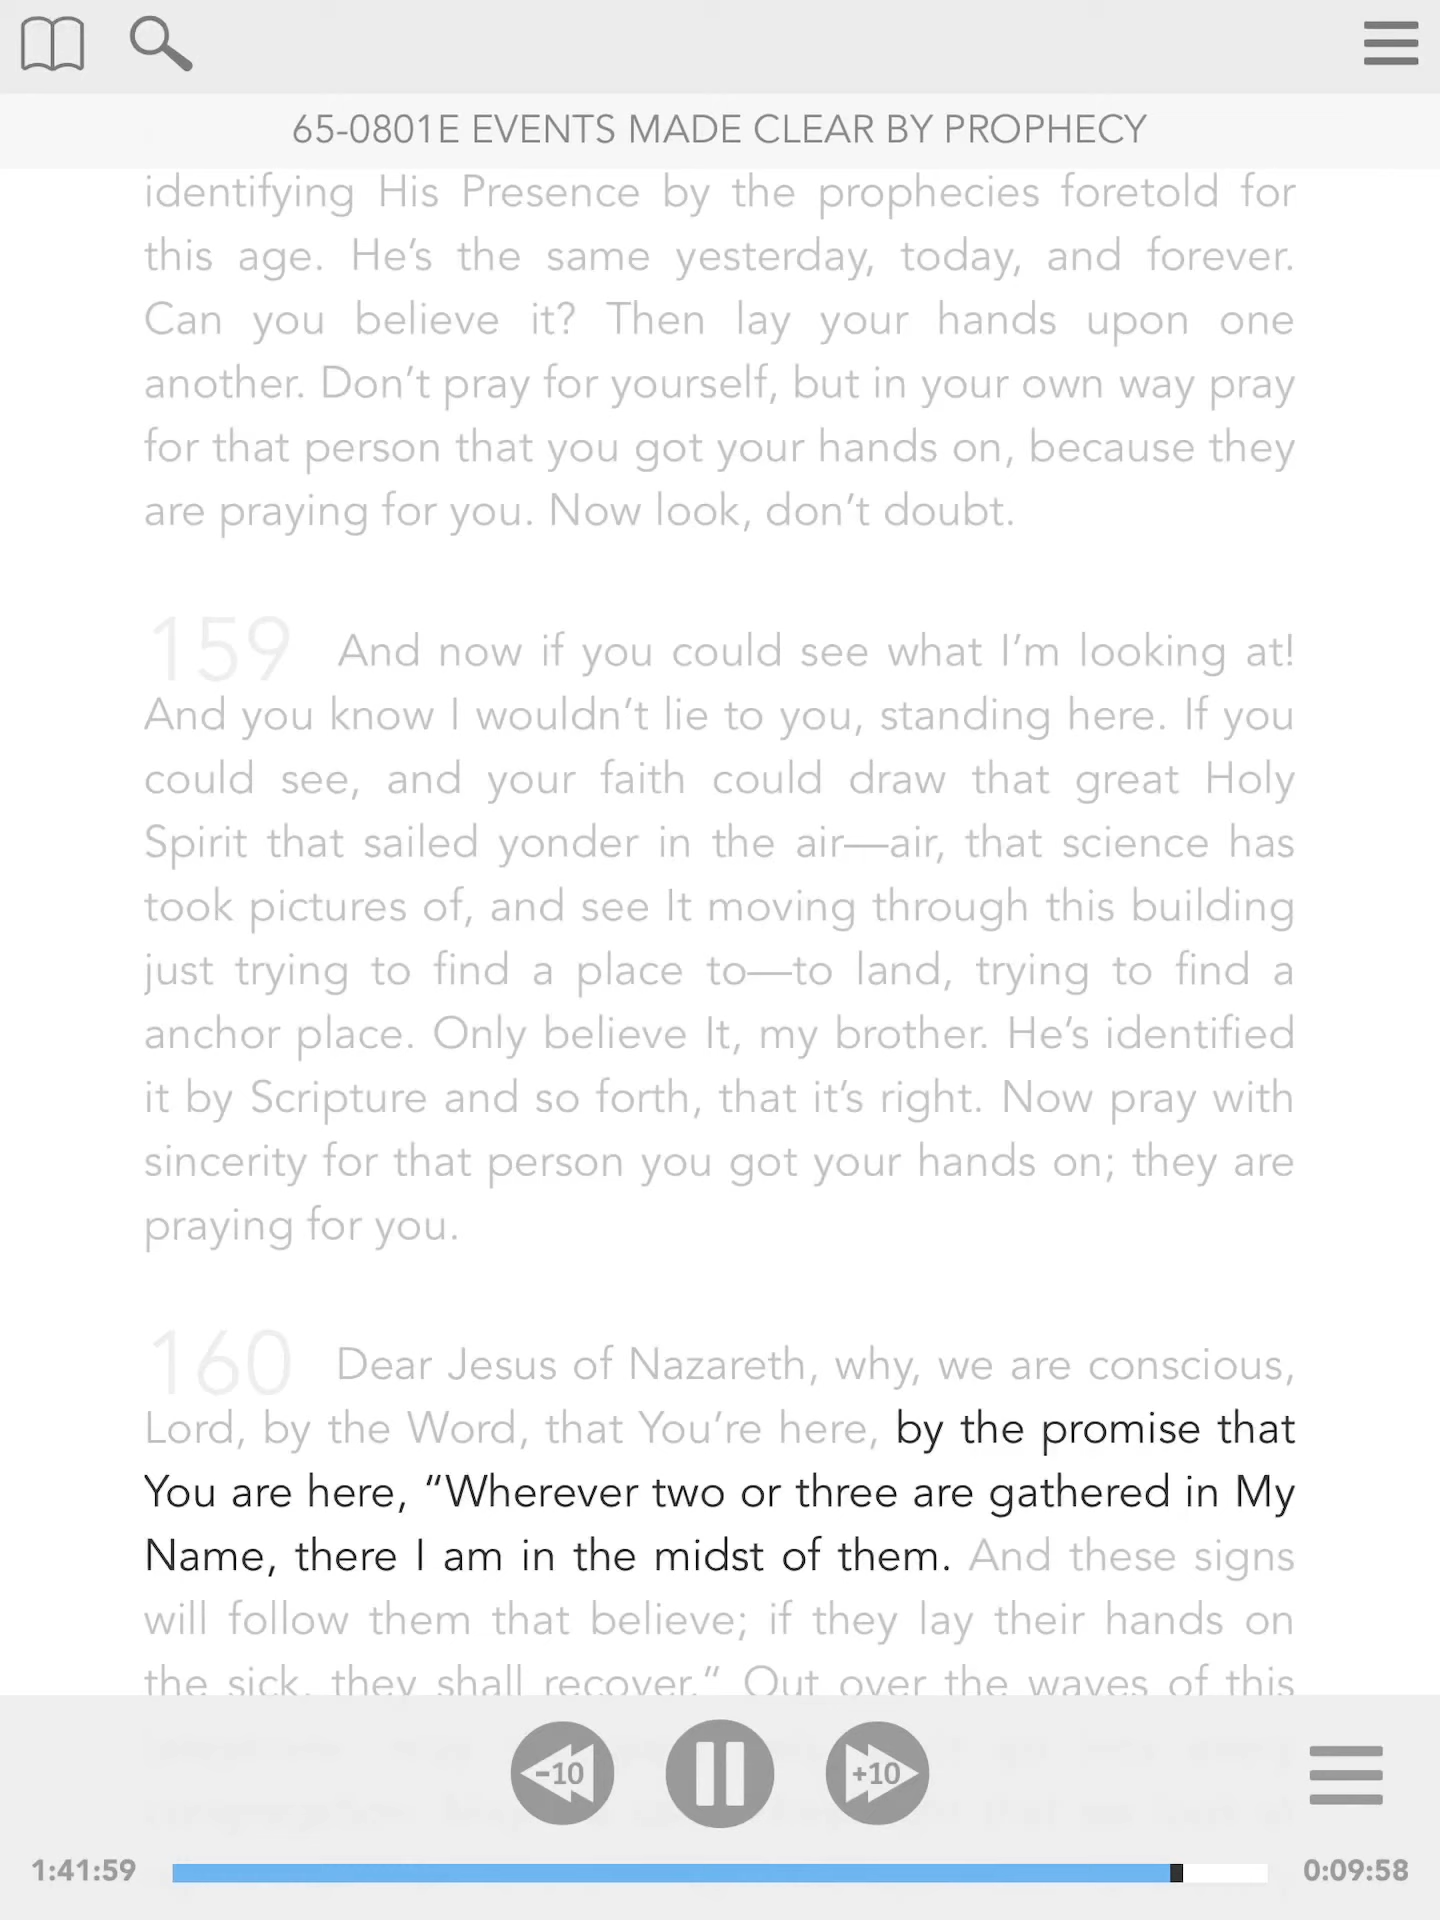 65-0801E EVENTS MADE CLEAR BY PROPHECY
identifying His Presence by the prophecies foretold for
this age. He’s the same yesterday, today, and forever.
Can you believe it? Then lay your hands upon one
another. Don’t pray for yourself, but in your own way pray
for that person that you got your hands on, because they
are praying for you. Now look, don’t doubt.
159 And now if you could see what I’m looking at!
And you know I wouldn’t lie to you, standing here. If you
could see, and your faith could draw that great Holy
Spirit that sailed yonder in the air—air, that science has
took pictures of, and see It moving through this building
just trying to find a place to—to land, trying to find a
anchor place. Only believe It, my brother. He’s identified
it by Scripture and so forth, that it’s right. Now pray with
sincerity for that person you got your hands on; they are
praying for you.
160 Dear Jesus of Nazareth, why, we are conscious,
Lord, by the Word, that You’re here, by the promise that
You are here, “Wherever two or three are gathered in My
Name, there I am in the midst of them. And these signs
will follow them that believe; if they lay their hands on
the sick, they shall recover.” Out over the waves of this
-10 +10
1:41:59 0:09:58